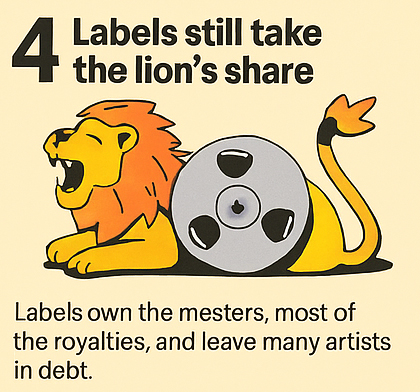 4 Labels still take
the lion's share
Labels own the mesters, most of
the royalties, and leave many artists
in debt.